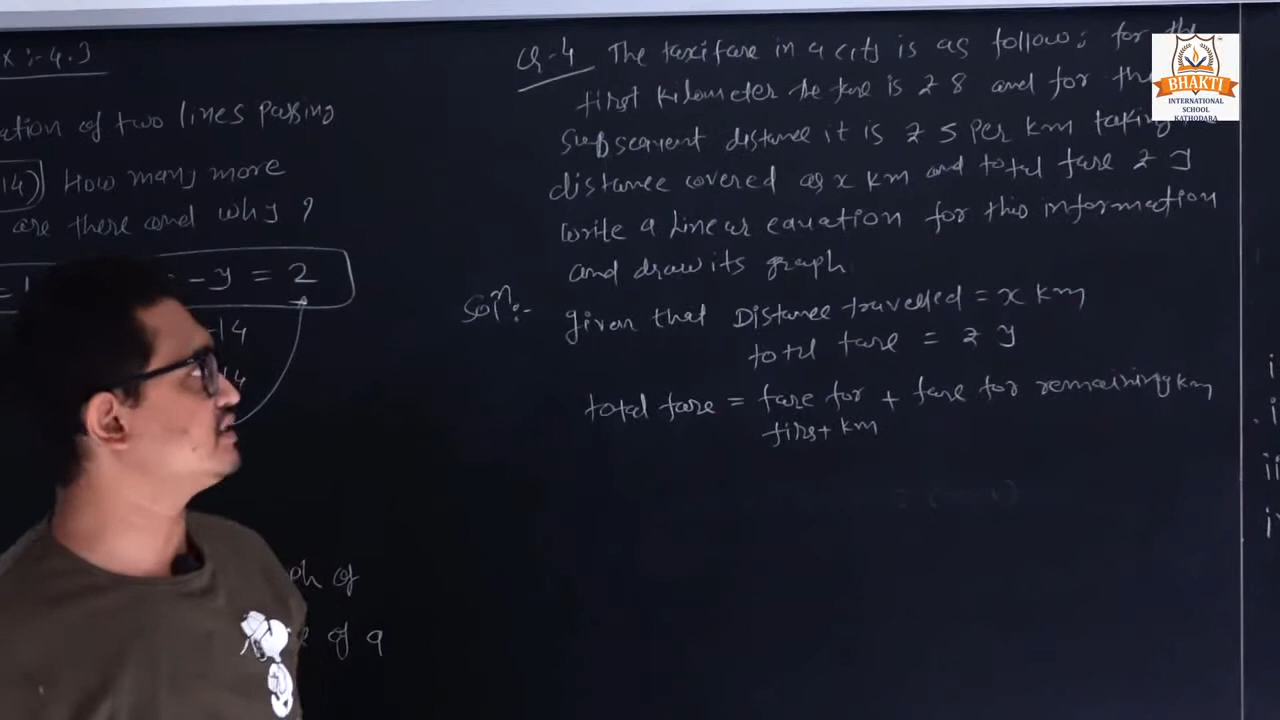 x :- 4.3
ation of two lines passing
14) How many more
are there and why ?
- y = 2
14
14
ph of
of a
Q-4 The taxifare in a city is as follow; for the
first kilometer the fare is ₹ 8 and for the
subsequent distance it is ₹ 5 per km taking
distance covered as x km and total fare ₹ y
write a linear equation for this information
and draw its graph
Soln:-
given that Distance travelled = x km
total fare = ₹ y
total fare = fare for + fare for remaining km
first km
BHAKTI
INTERNATIONAL
SCHOOL
KATHODARA